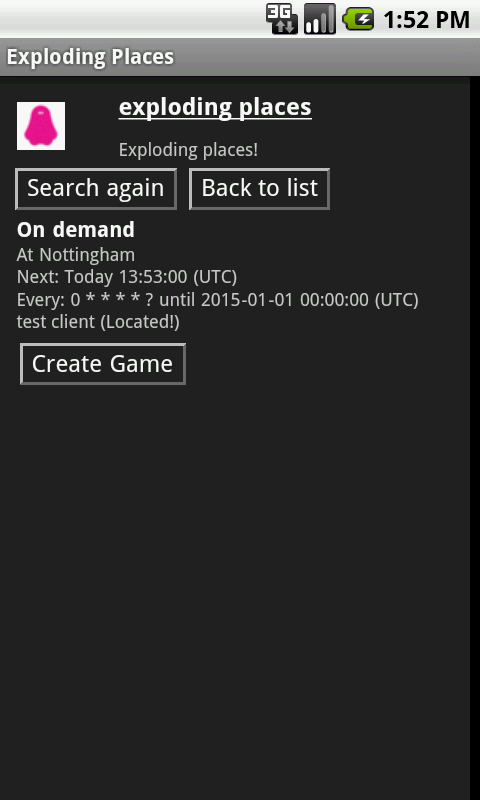 3G 1:52 PM
Exploding Places
exploding places
Exploding places!
Search again Back to list
On demand
At Nottingham
Next: Today 13:53:00 (UTC)
Every: 0 * * * * ? until 2015-01-01 00:00:00 (UTC)
test client (Located!)
Create Game